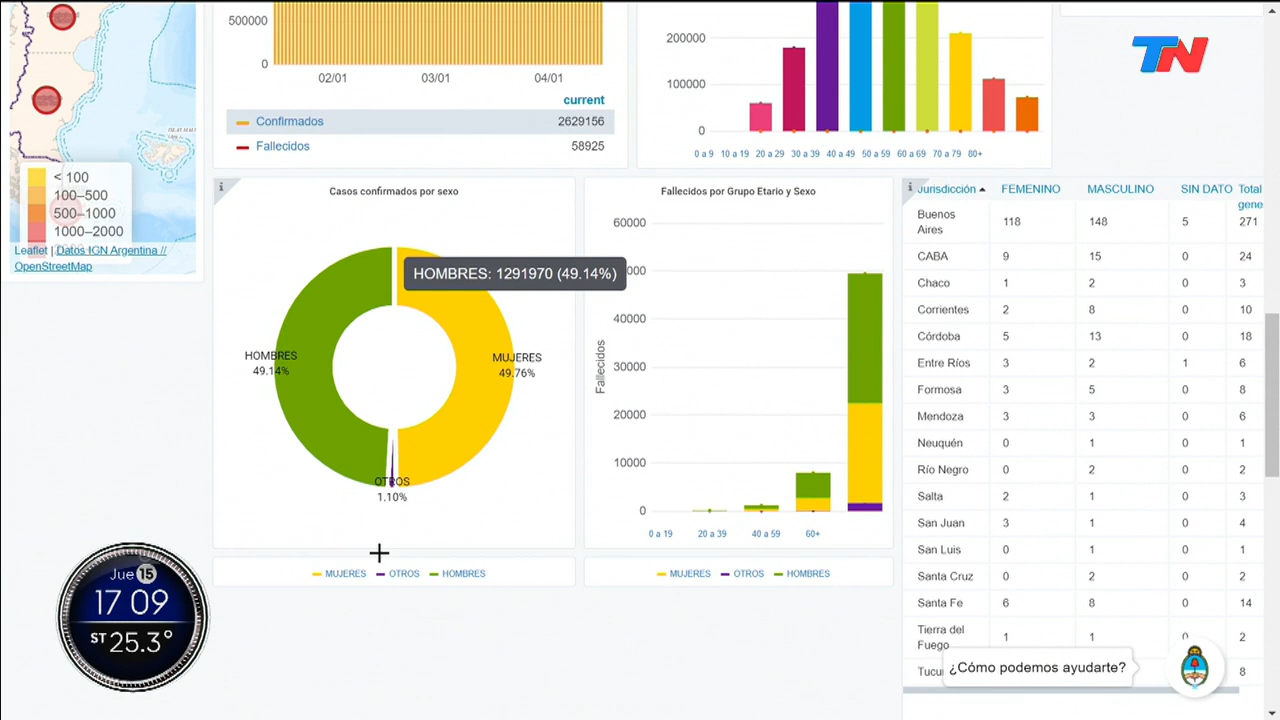 500000
0
02/01
03/01
04/01
current
Confirmados
2629156
Fallecidos
58925
200000
100000
0
0 a 9 10 a 19 20 a 29 30 a 39 40 a 49 50 a 59 60 a 69 70 a 79 80+
TN
< 100
100–500
500–1000
1000–2000
Leaflet | Datos IGN Argentina //
OpenStreetMap
Casos confirmados por sexo
HOMBRES: 1291970 (49.14%)
HOMBRES
49.14%
MUJERES
49.76%
OTROS
1.10%
MUJERES OTROS HOMBRES
Fallecidos por Grupo Etario y Sexo
Fallecidos
60000
40000
30000
20000
10000
0
0 a 19 20 a 39 40 a 59 60+
MUJERES OTROS HOMBRES
Jurisdicción FEMENINO MASCULINO SIN DATO Total
gene
Buenos
Aires 118 148 5 271
CABA 9 15 0 24
Chaco 1 2 0 3
Corrientes 2 8 0 10
Córdoba 5 13 0 18
Entre Ríos 3 2 1 6
Formosa 3 5 0 8
Mendoza 3 3 0 6
Neuquén 0 1 0 1
Río Negro 0 2 0 2
Salta 2 1 0 3
San Juan 3 1 0 4
San Luis 0 1 0 1
Santa Cruz 0 2 0 2
Santa Fe 6 8 0 14
Tierra del
Fuego 1 1 0 2
8
¿Cómo podemos ayudarte?
Jue 15
17 09
ST 25.3°